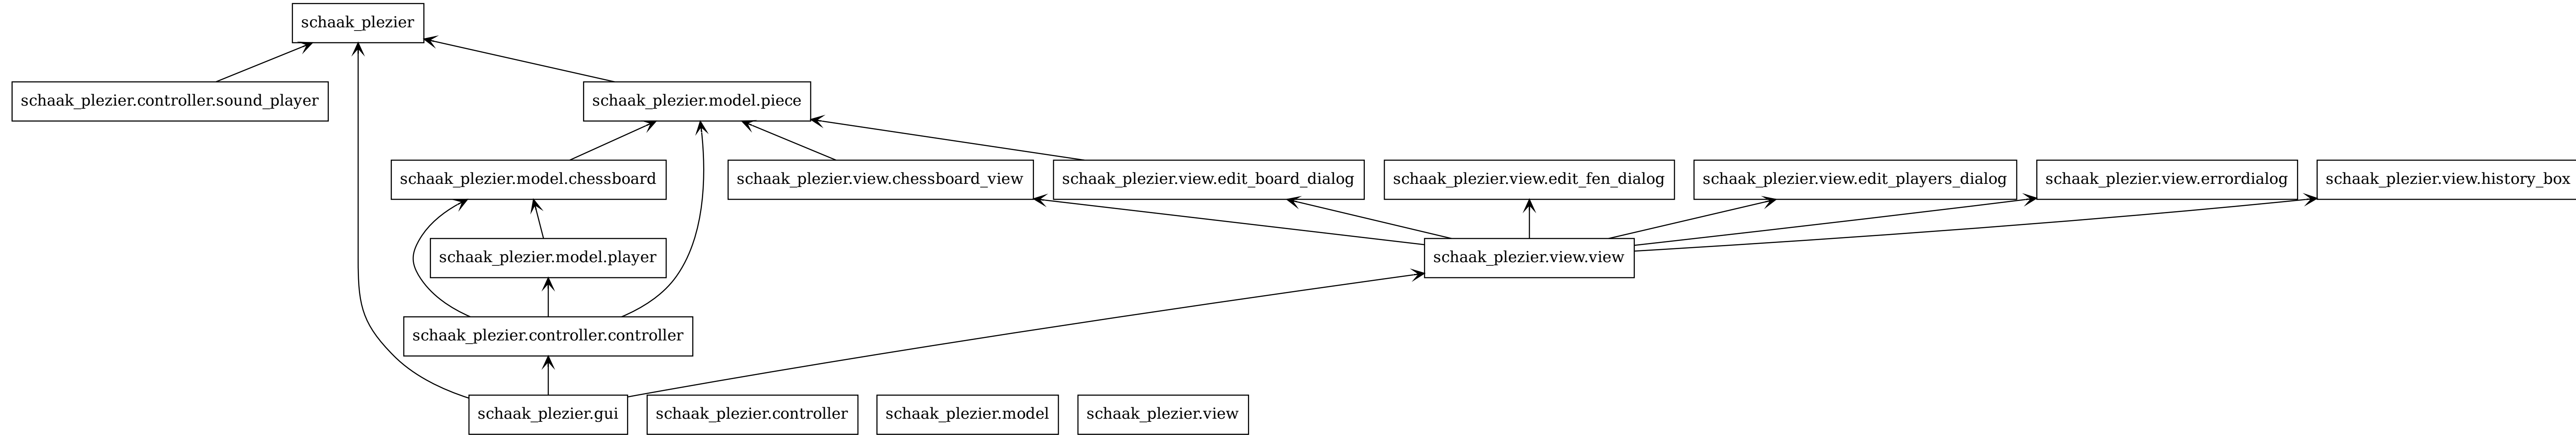 schaak_plezier
schaak_plezier.controller.sound_player
schaak_plezier.model.piece
schaak_plezier.model.chessboard
schaak_plezier.view.chessboard_view
schaak_plezier.view.edit_board_dialog
schaak_plezier.view.edit_fen_dialog
schaak_plezier.view.edit_players_dialog
schaak_plezier.view.errordialog
schaak_plezier.view.history_box
schaak_plezier.model.player
schaak_plezier.view.view
schaak_plezier.controller.controller
schaak_plezier.gui
schaak_plezier.controller
schaak_plezier.model
schaak_plezier.view